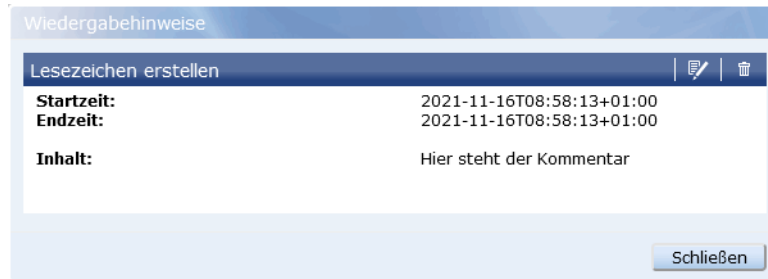 Wiedergabehinweise
Lesezeichen erstellen
Startzeit: 2021-11-16T08:58:13+01:00
Endzeit: 2021-11-16T08:58:13+01:00
Inhalt: Hier steht der Kommentar
Schließen